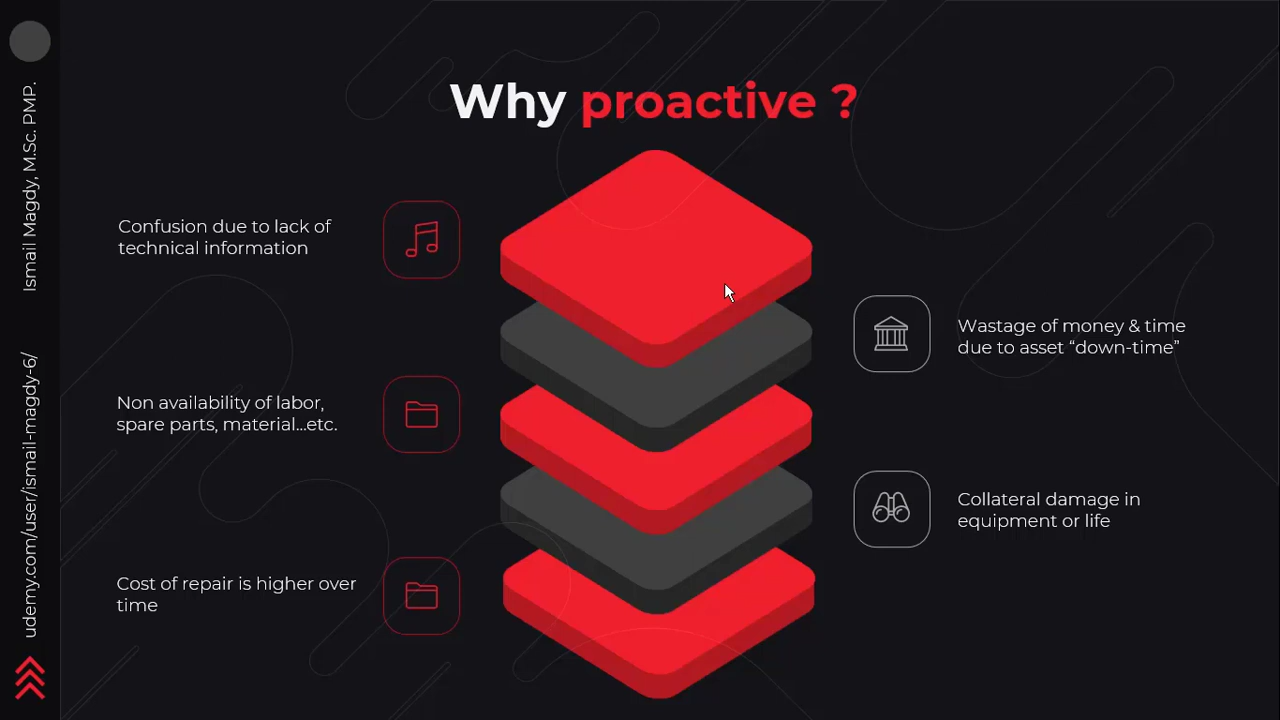 Why proactive ?
Confusion due to lack of
technical information
Wastage of money & time
due to asset “down-time”
Non availability of labor,
spare parts, material...etc.
Collateral damage in
equipment or life
Cost of repair is higher over
time
Ismail Magdy, M.Sc. PMP.
udemy.com/user/ismail-magdy-6/